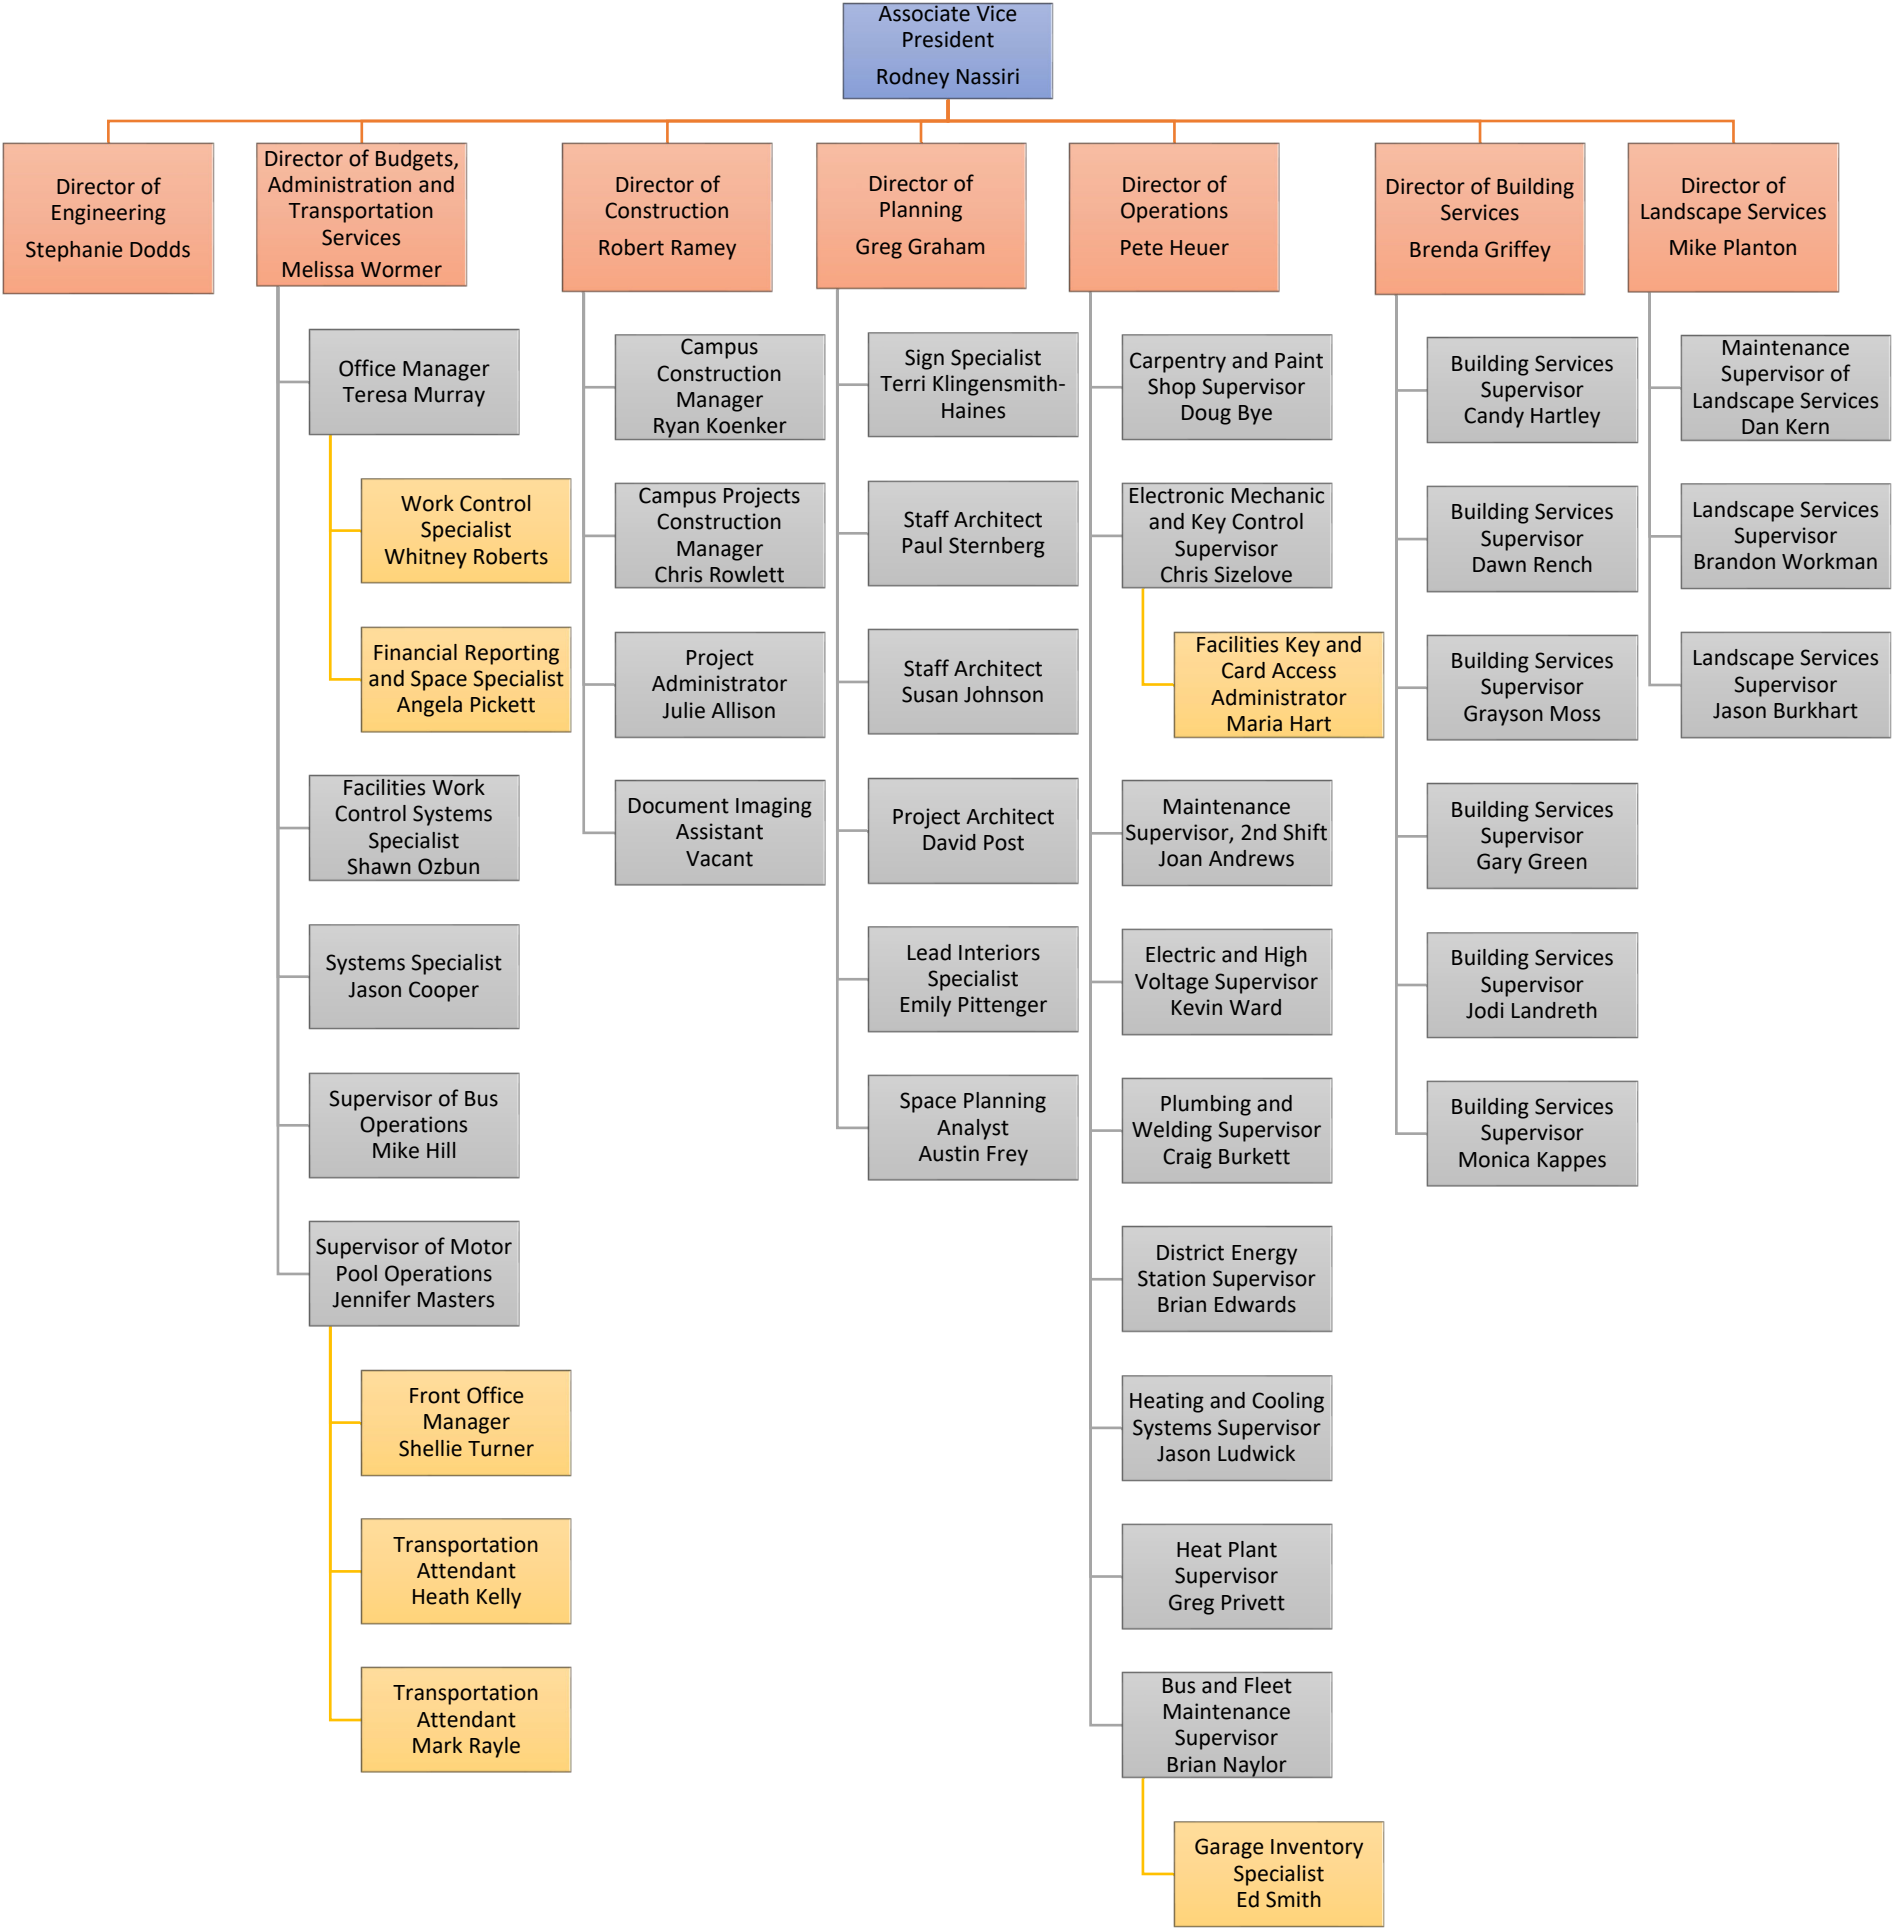 Associate Vice
President
Rodney Nassiri
Director of
Engineering
Stephanie Dodds
Director of Budgets,
Administration and
Transportation
Services
Melissa Wormer
Director of
Construction
Robert Ramey
Director of
Planning
Greg Graham
Director of
Operations
Pete Heuer
Director of Building
Services
Brenda Griffey
Director of
Landscape Services
Mike Planton
Office Manager
Teresa Murray
Work Control
Specialist
Whitney Roberts
Financial Reporting
and Space Specialist
Angela Pickett
Facilities Work
Control Systems
Specialist
Shawn Ozbun
Systems Specialist
Jason Cooper
Supervisor of Bus
Operations
Mike Hill
Supervisor of Motor
Pool Operations
Jennifer Masters
Front Office
Manager
Shellie Turner
Transportation
Attendant
Heath Kelly
Transportation
Attendant
Mark Rayle
Campus
Construction
Manager
Ryan Koenker
Campus Projects
Construction
Manager
Chris Rowlett
Project
Administrator
Julie Allison
Document Imaging
Assistant
Vacant
Sign Specialist
Terri Klingensmith-
Haines
Staff Architect
Paul Sternberg
Staff Architect
Susan Johnson
Project Architect
David Post
Lead Interiors
Specialist
Emily Pittenger
Space Planning
Analyst
Austin Frey
Carpentry and Paint
Shop Supervisor
Doug Bye
Electronic Mechanic
and Key Control
Supervisor
Chris Sizelove
Facilities Key and
Card Access
Administrator
Maria Hart
Maintenance
Supervisor, 2nd Shift
Joan Andrews
Electric and High
Voltage Supervisor
Kevin Ward
Plumbing and
Welding Supervisor
Craig Burkett
District Energy
Station Supervisor
Brian Edwards
Heating and Cooling
Systems Supervisor
Jason Ludwick
Heat Plant
Supervisor
Greg Privett
Bus and Fleet
Maintenance
Supervisor
Brian Naylor
Garage Inventory
Specialist
Ed Smith
Building Services
Supervisor
Candy Hartley
Building Services
Supervisor
Dawn Rench
Building Services
Supervisor
Grayson Moss
Building Services
Supervisor
Gary Green
Building Services
Supervisor
Jodi Landreth
Building Services
Supervisor
Monica Kappes
Maintenance
Supervisor of
Landscape Services
Dan Kern
Landscape Services
Supervisor
Brandon Workman
Landscape Services
Supervisor
Jason Burkhart